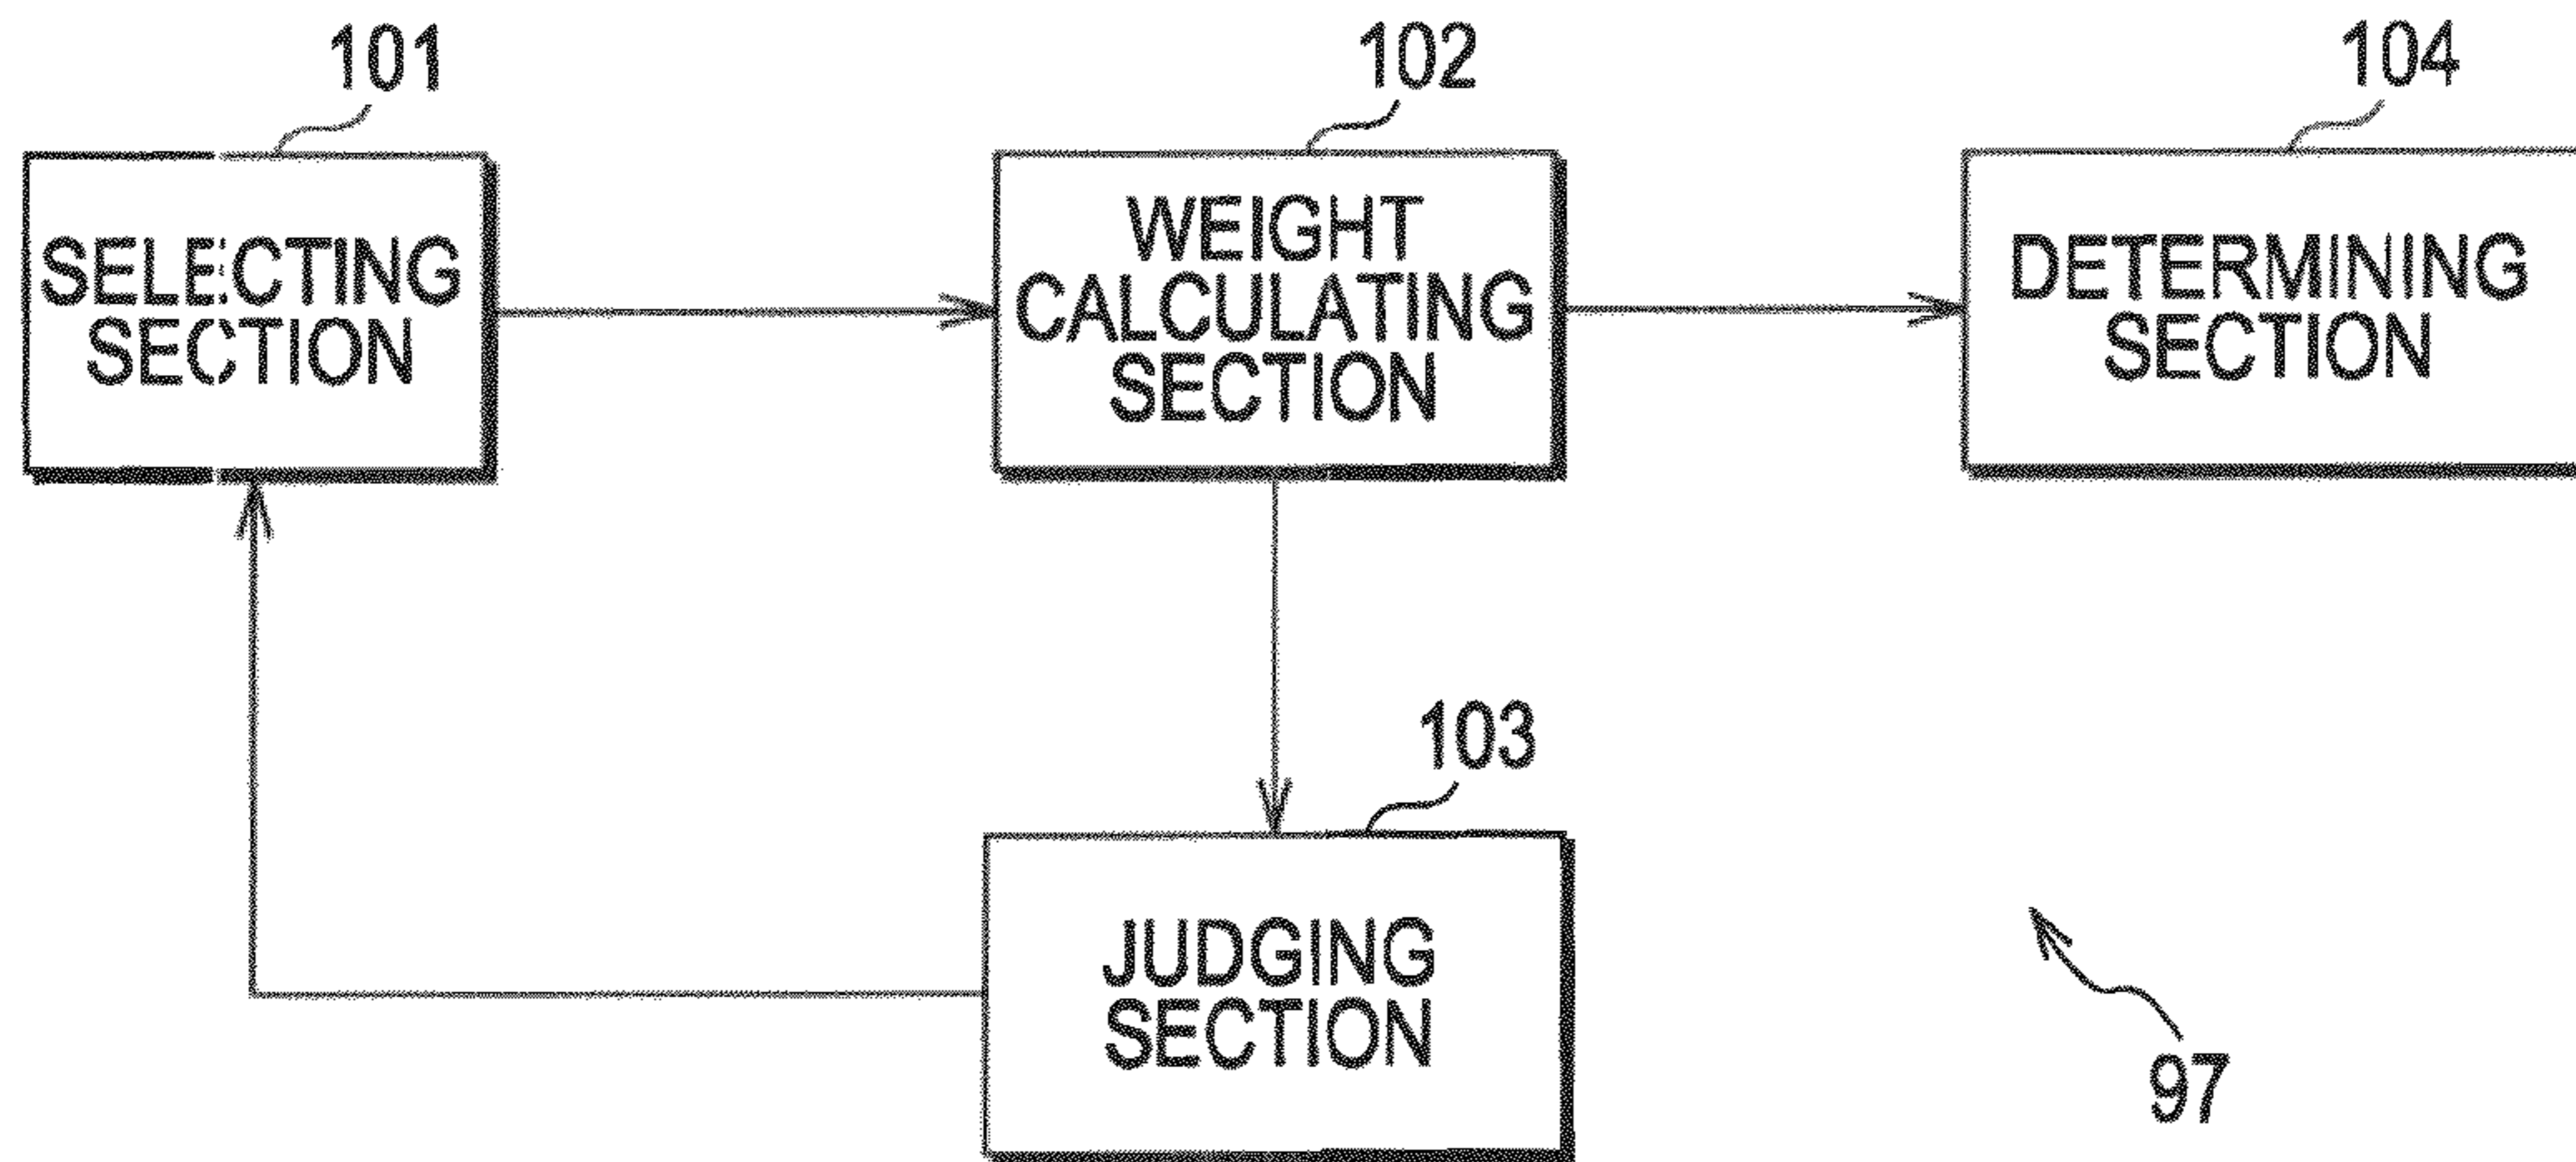 101
102
104
SELECTING
SECTION
WEIGHT
CALCULATING
SECTION
DETERMINING
SECTION
103
JUDGING
SECTION
97